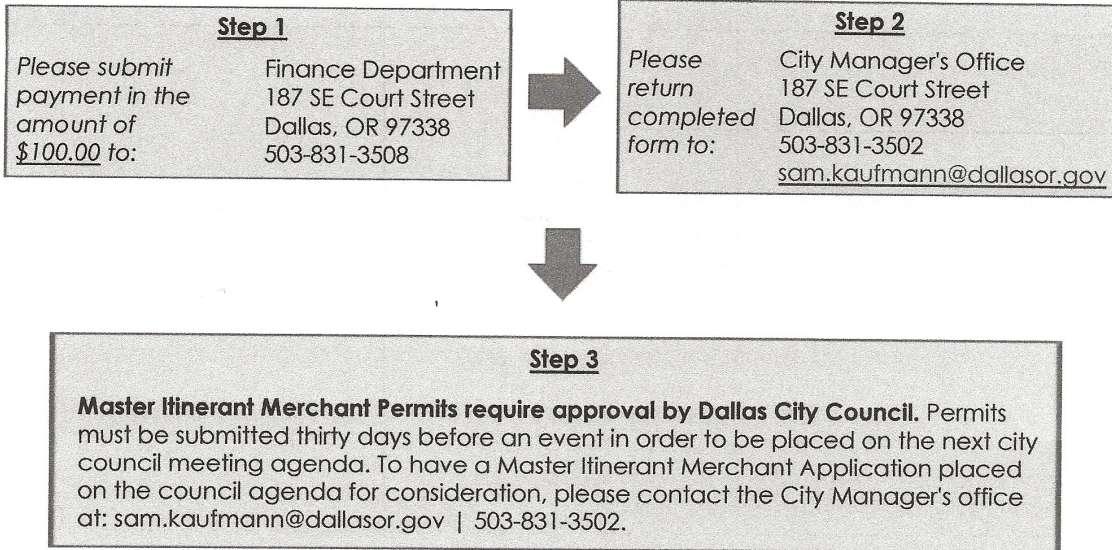 Step 1
Please submit
payment in the
amount of
$100.00 to:
Finance Department
187 SE Court Street
Dallas, OR 97338
503-831-3508
Step 2
Please
return
completed
form to:
City Manager's Office
187 SE Court Street
Dallas, OR 97338
503-831-3502
sam.kaufmann@dallasor.gov
Step 3
Master Itinerant Merchant Permits require approval by Dallas City Council. Permits
must be submitted thirty days before an event in order to be placed on the next city
council meeting agenda. To have a Master Itinerant Merchant Application placed
on the council agenda for consideration, please contact the City Manager's office
at: sam.kaufmann@dallasor.gov | 503-831-3502.